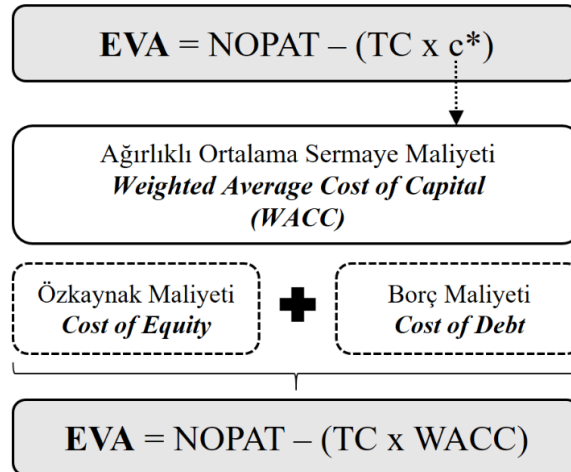 EVA = NOPAT – (TC x c*)
Ağırlıklı Ortalama Sermaye Maliyeti
Weighted Average Cost of Capital
(WACC)
Özkaynak Maliyeti
Cost of Equity
Borç Maliyeti
Cost of Debt
EVA = NOPAT – (TC x WACC)